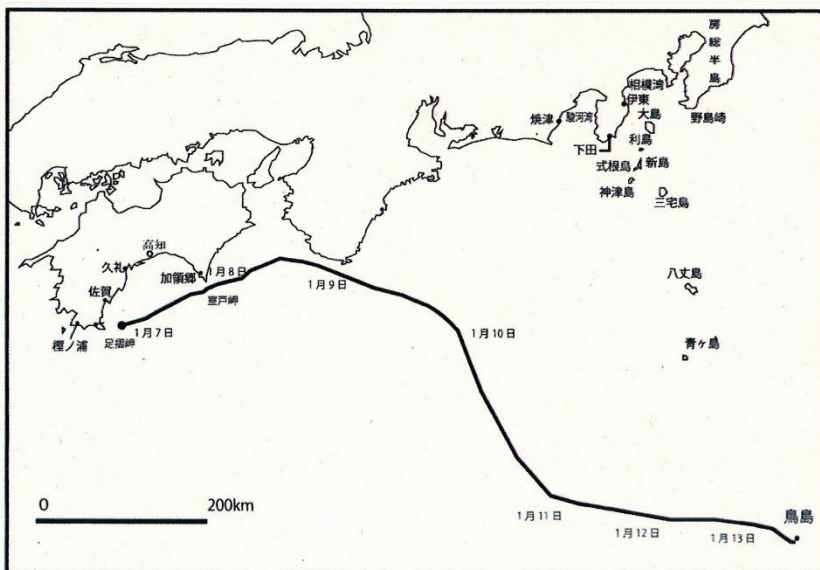 房総半島
相模湾
伊東
大島
野島崎
焼津
駿河湾
利島
下田
式根島
新島
神津島
三宅島
高知
久礼
加領郷
1月8日
八丈島
佐賀
室戸岬
1月9日
1月7日
足摺岬
樫ノ浦
1月10日
青ヶ島
0
200km
1月11日
1月12日
1月13日
鳥島